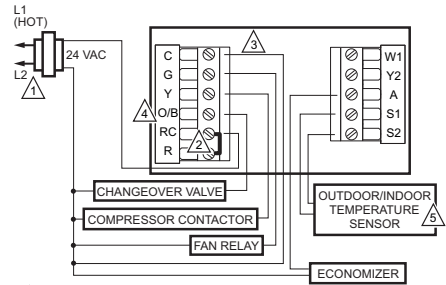 L1
(HOT)
24 VAC
L2
1
3
C
G
Y
4
O/B
RC
2
R
W1
Y2
A
S1
S2
CHANGEOVER VALVE
COMPRESSOR CONTACTOR
FAN RELAY
OUTDOOR/INDOOR
TEMPERATURE
SENSOR
5
ECONOMIZER